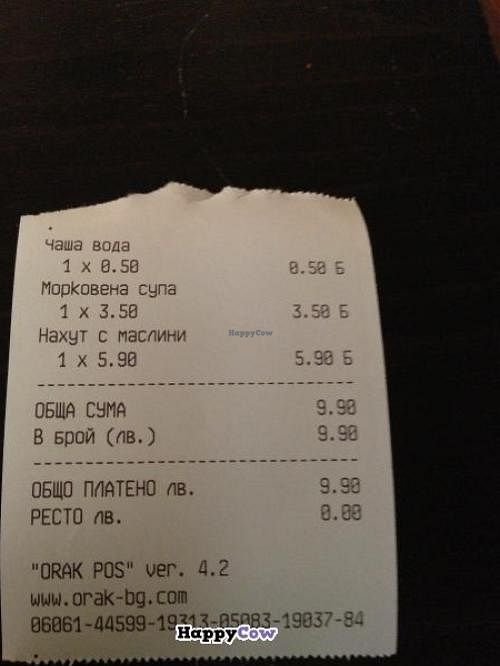 Чаша вода
1 x 0.50 0.50 Б
Морковена супа
1 x 3.50 3.50 Б
Нахут с маслини
1 x 5.90 5.90 Б
ОБЩА СУМА 9.90
В БРОЙ (лв.) 9.90
ОБЩО ПЛАТЕНО лв. 9.90
РЕСТО лв. 0.00
"ORAK POS" ver. 4.2
www.orak-bg.com
06061-44599-19313-05083-19037-84
HappyCow
HappyCow